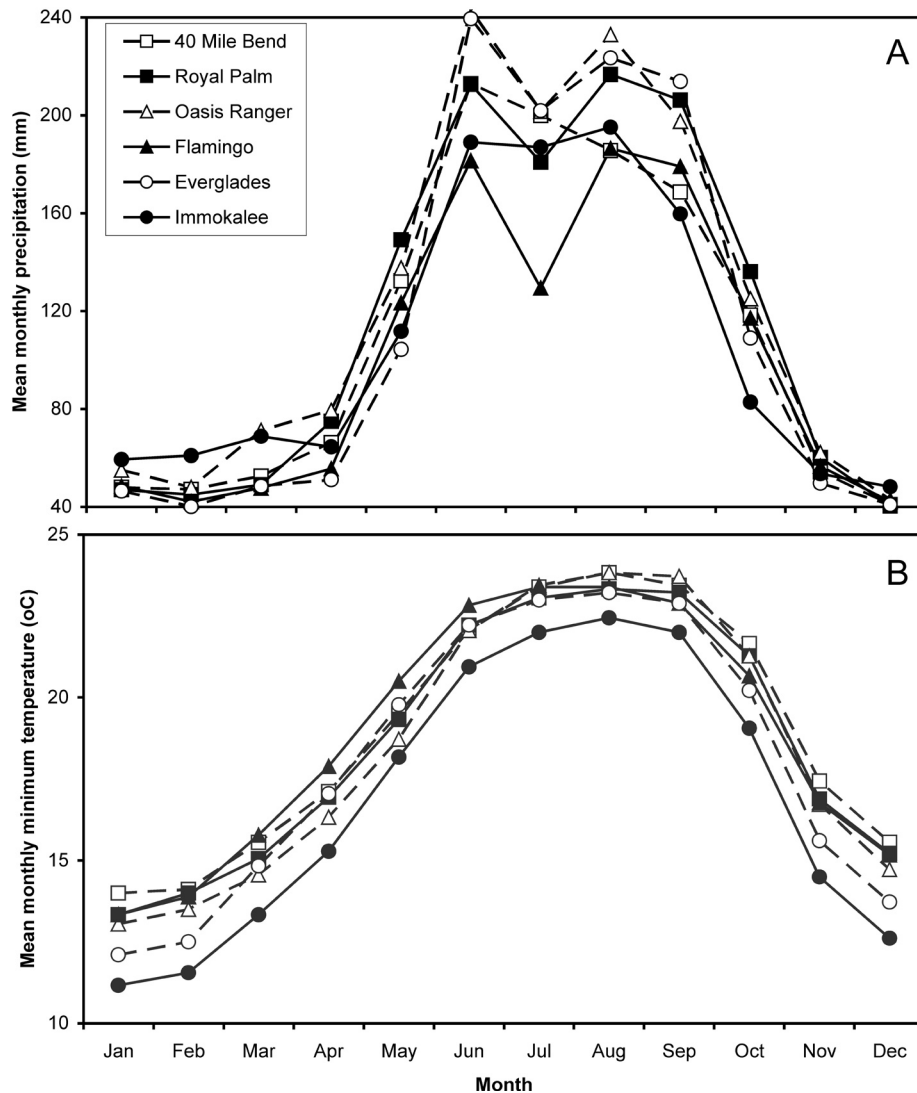 240
A
40 Mile Bend
Royal Palm
Oasis Ranger
Flamingo
Everglades
Immokalee
200
160
120
80
40
Mean monthly precipitation (mm)
25
B
20
15
10
Mean monthly minimum temperature (oC)
Jan Feb Mar Apr May Jun Jul Aug Sep Oct Nov Dec
Month